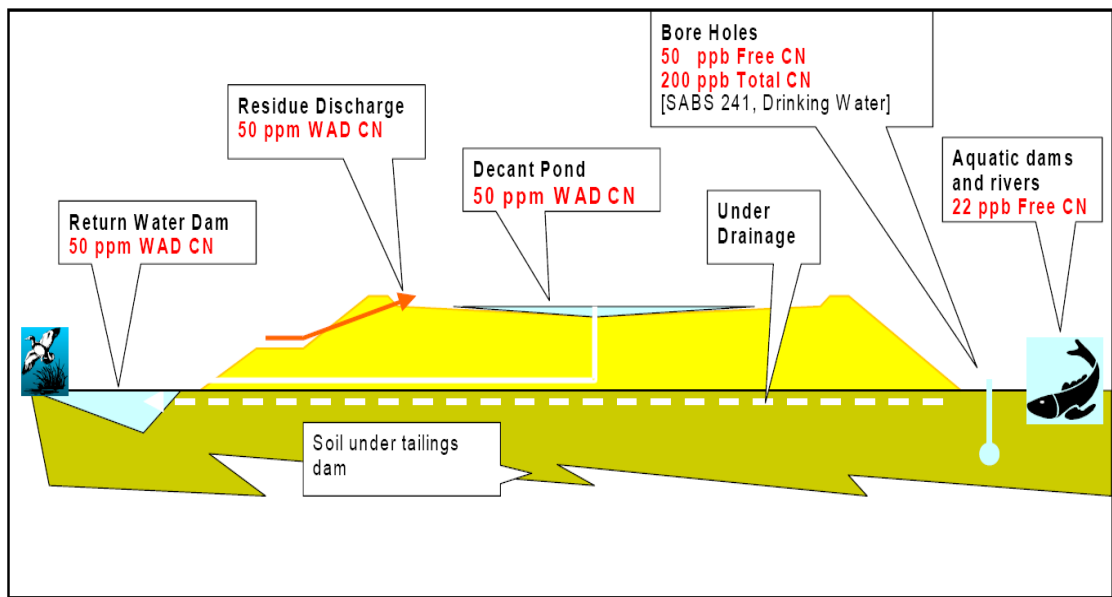 Bore Holes
50 ppb Free CN
200 ppb Total CN
[SABS 241, Drinking Water]
Residue Discharge
50 ppm WAD CN
Decant Pond
50 ppm WAD CN
Aquatic dams
and rivers
22 ppb Free CN
Return Water Dam
50 ppm WAD CN
Under
Drainage
Soil under tailings
dam